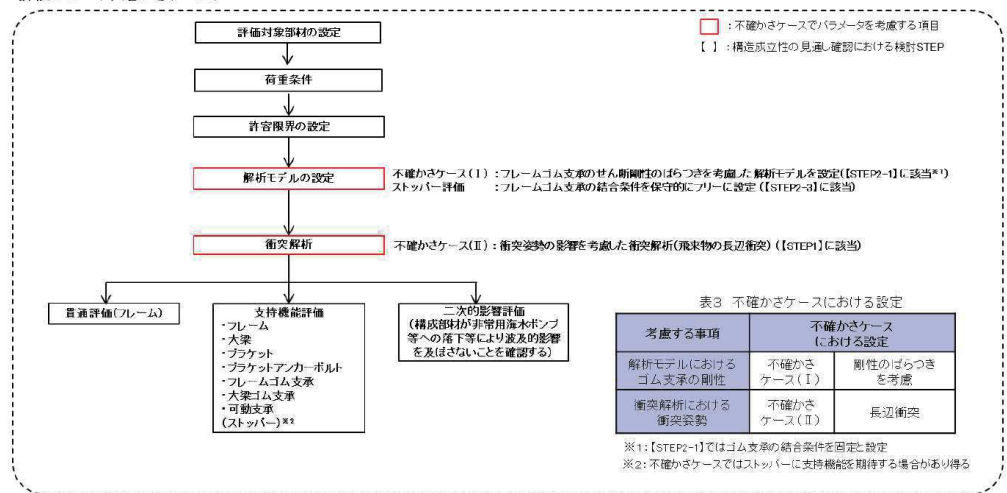 □：不確かさケースでパラメータを考慮する項目
【 】：構造成立性の見通し確認における検討STEP
評価対象部材の設定
荷重条件
許容限界の設定
解析モデルの設定
不確かさケース(Ⅰ)：フレームゴム支承のせん断剛性のばらつきを考慮した解析モデルを設定(【STEP2-1】に該当※1)
ストッパー評価　　：フレームゴム支承の結合条件を保守的にフリーに設定(【STEP2-3】に該当)
衝突解析
不確かさケース(Ⅱ)：衝突姿勢の影響を考慮した衝突解析(飛来物の長辺衝突)(【STEP1】に該当)
貫通評価(フレーム)
支持機能評価
・フレーム
・大梁
・ブラケット
・ブラケットアンカーボルト
・フレームゴム支承
・大梁ゴム支承
・可動支承
(ストッパー)※2
二次的影響評価
(構成部材が非常用海水ポンプ
等への落下等により波及的影響
を及ぼさないことを確認する)
表3 不確かさケースにおける設定
考慮する事項
不確かさケース
における設定
解析モデルにおける
ゴム支承の剛性
不確かさ
ケース(Ⅰ)
剛性のばらつき
を考慮
衝突解析における
衝突姿勢
不確かさ
ケース(Ⅱ)
長辺衝突
※1：【STEP2-1】ではゴム支承の結合条件を固定と設定
※2：不確かさケースではストッパーに支持機能を期待する場合があり得る